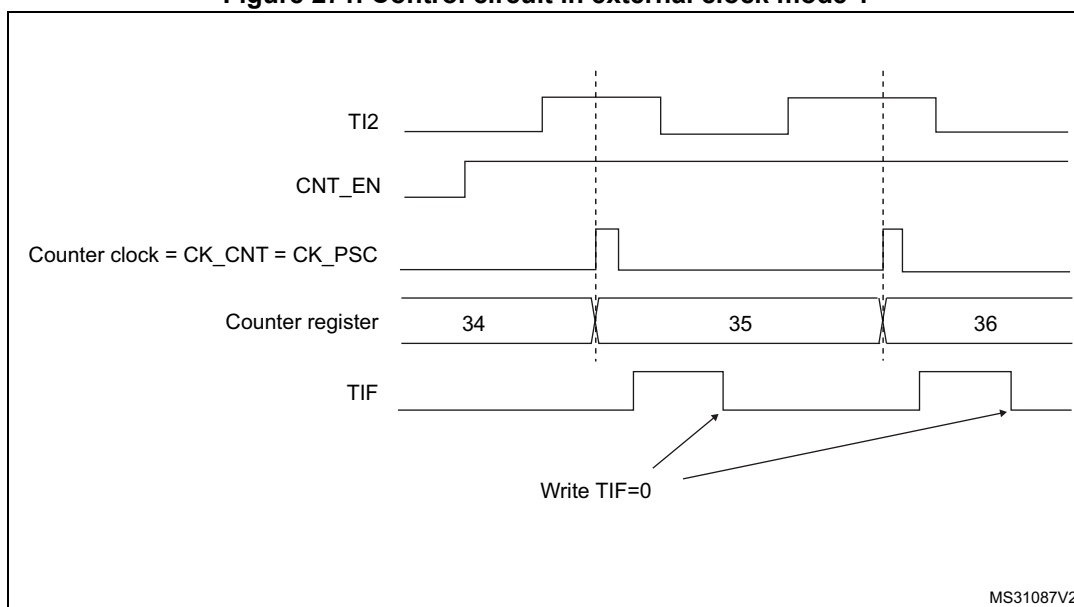 Figure 274. Control circuit in external clock mode 1
TI2
CNT_EN
Counter clock = CK_CNT = CK_PSC
Counter register
34
35
36
TIF
Write TIF=0
MS31087V2